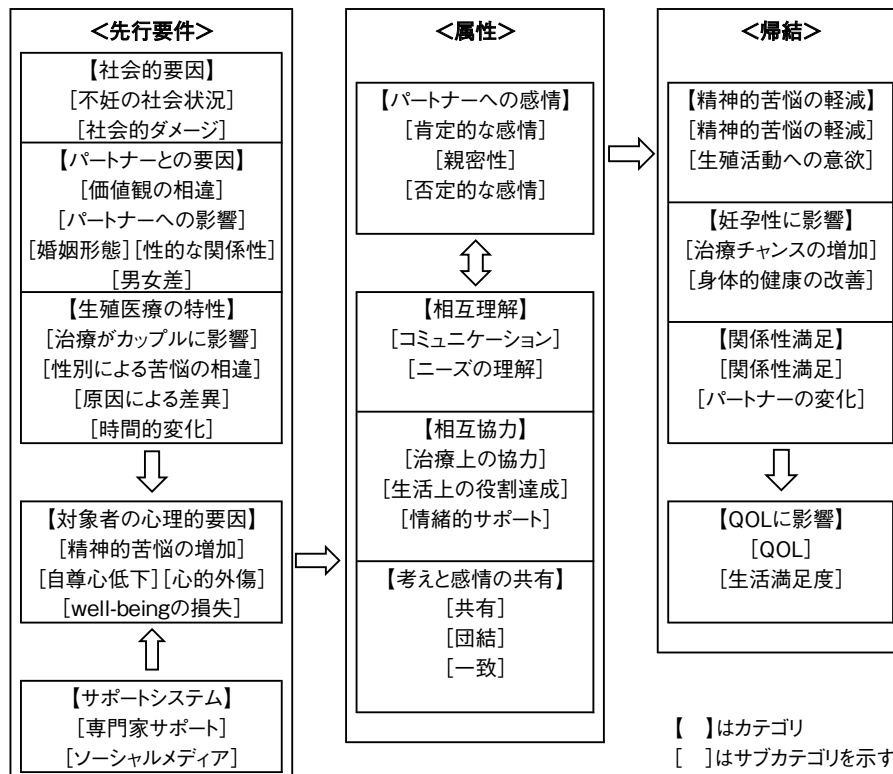 ＜先行要件＞
【社会的要因】
[不妊の社会状況]
[社会的ダメージ]
【パートナーとの要因】
[価値観の相違]
[パートナーへの影響]
[婚姻形態][性的な関係性]
[男女差]
【生殖医療の特性】
[治療がカップルに影響]
[性別による苦悩の相違]
[原因による差異]
[時間的変化]
【対象者の心理的要因】
[精神的苦悩の増加]
[自尊心低下][心的外傷]
[well-beingの損失]
【サポートシステム】
[専門家サポート]
[ソーシャルメディア]
＜属性＞
【パートナーへの感情】
[肯定的な感情]
[親密性]
[否定的な感情]
【相互理解】
[コミュニケーション]
[ニーズの理解]
【相互協力】
[治療上の協力]
[生活上の役割達成]
[情緒的サポート]
【考えと感情の共有】
[共有]
[団結]
[一致]
＜帰結＞
【精神的苦悩の軽減】
[精神的苦悩の軽減]
[生殖活動への意欲]
【妊孕性に影響】
[治療チャンスの増加]
[身体的健康の改善]
【関係性満足】
[関係性満足]
[パートナーの変化]
【QOLに影響】
[QOL]
[生活満足度]
【　】はカテゴリ
[　]はサブカテゴリを示す